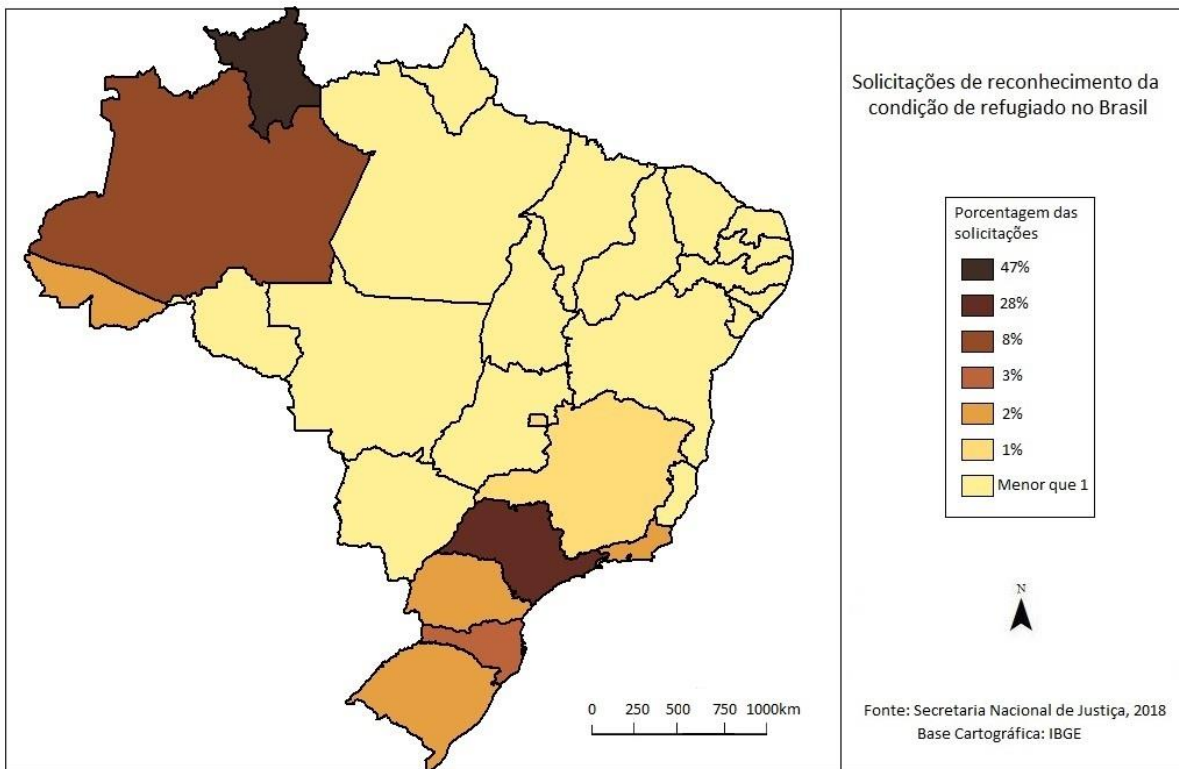 Solicitações de reconhecimento da
condição de refugiado no Brasil
Porcentagem das
solicitações
47%
28%
8%
3%
2%
1%
Menor que 1
N
0 250 500 750 1000km
Fonte: Secretaria Nacional de Justiça, 2018
Base Cartográfica: IBGE